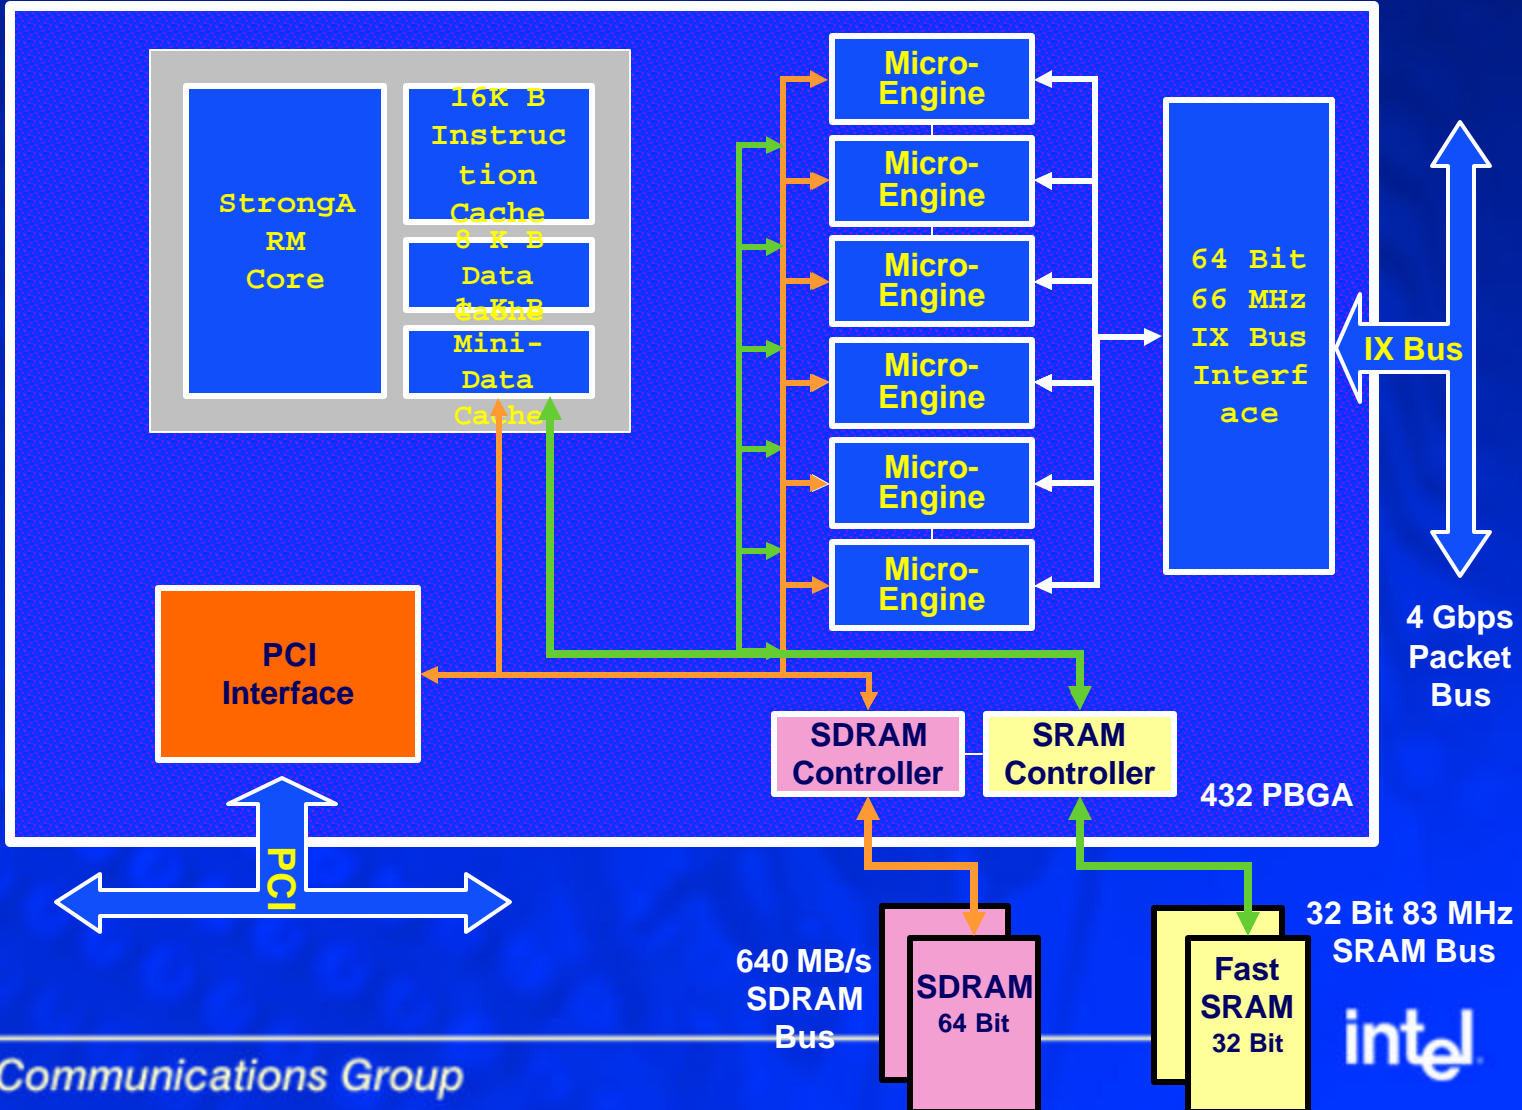 StrongA
RM
Core
16K B
Instruc
tion
Cache
8 K B
Data
Cache
1 K B
Mini-
Data
Cache
Micro-
Engine
Micro-
Engine
Micro-
Engine
Micro-
Engine
Micro-
Engine
Micro-
Engine
64 Bit
66 MHz
IX Bus
Interf
ace
IX Bus
4 Gbps
Packet
Bus
PCI
Interface
SDRAM
Controller
SRAM
Controller
432 PBGA
PCI
640 MB/s
SDRAM
Bus
SDRAM
64 Bit
Fast
SRAM
32 Bit
32 Bit 83 MHz
SRAM Bus
intel.
Communications Group